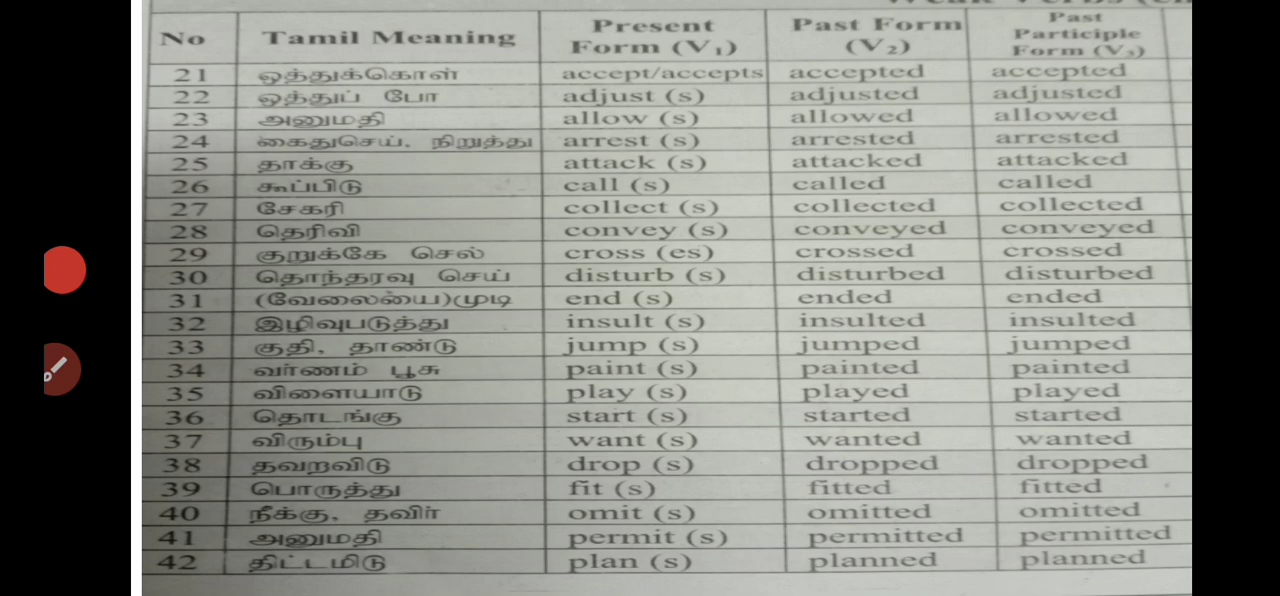 No Tamil Meaning Present Form (V₁) Past Form (V₂) Past Participle Form (V₃)
21 ஒத்துக்கொள் accept/accepts accepted accepted
22 ஒத்துப் போ adjust (s) adjusted adjusted
23 அனுமதி allow (s) allowed allowed
24 கைதுசெய், நிறுத்து arrest (s) arrested arrested
25 தாக்கு attack (s) attacked attacked
26 கூப்பிடு call (s) called called
27 சேகரி collect (s) collected collected
28 தெரிவி convey (s) conveyed conveyed
29 குறுக்கே செல் cross (es) crossed crossed
30 தொந்தரவு செய் disturb (s) disturbed disturbed
31 (வேலையை)முடி end (s) ended ended
32 இழிவுபடுத்து insult (s) insulted insulted
33 குதி, தாண்டு jump (s) jumped jumped
34 வர்ணம் பூசு paint (s) painted painted
35 விளையாடு play (s) played played
36 தொடங்கு start (s) started started
37 விரும்பு want (s) wanted wanted
38 தவறவிடு drop (s) dropped dropped
39 பொருத்து fit (s) fitted fitted
40 நீக்கு, தவிர் omit (s) omitted omitted
41 அனுமதி permit (s) permitted permitted
42 திட்டமிடு plan (s) planned planned